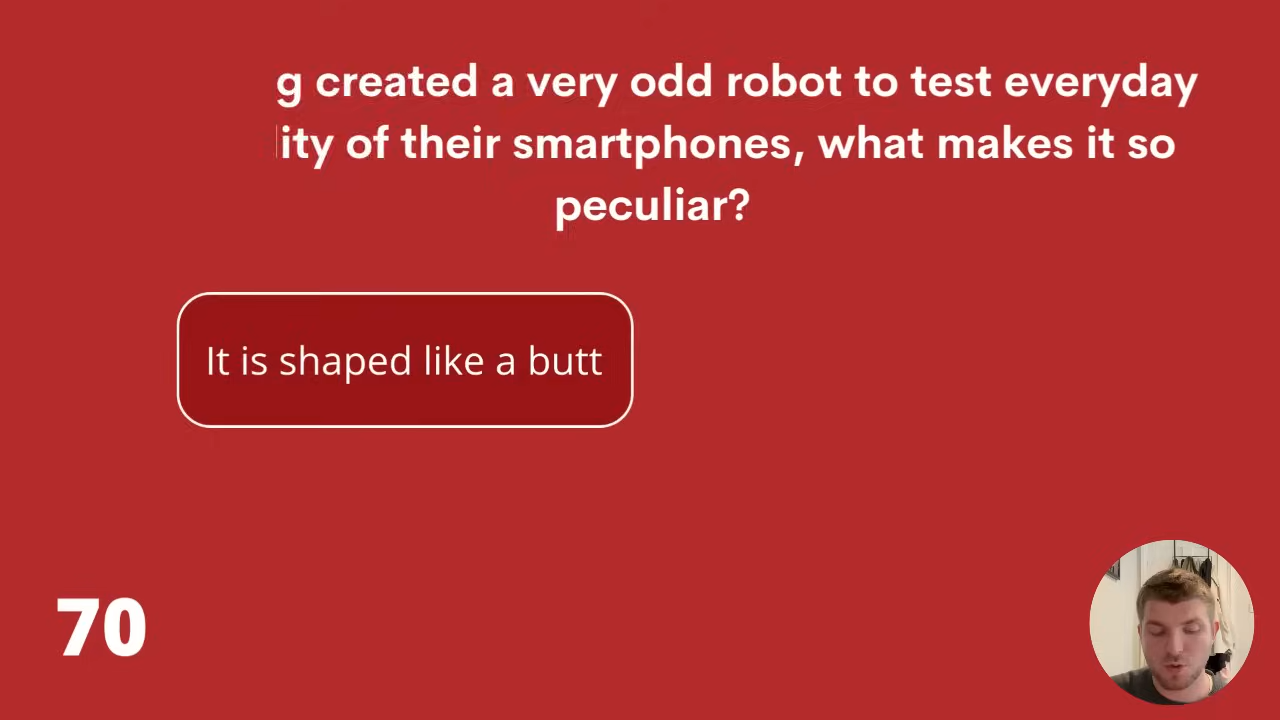 g created a very odd robot to test everyday
ity of their smartphones, what makes it so
peculiar?
It is shaped like a butt
70